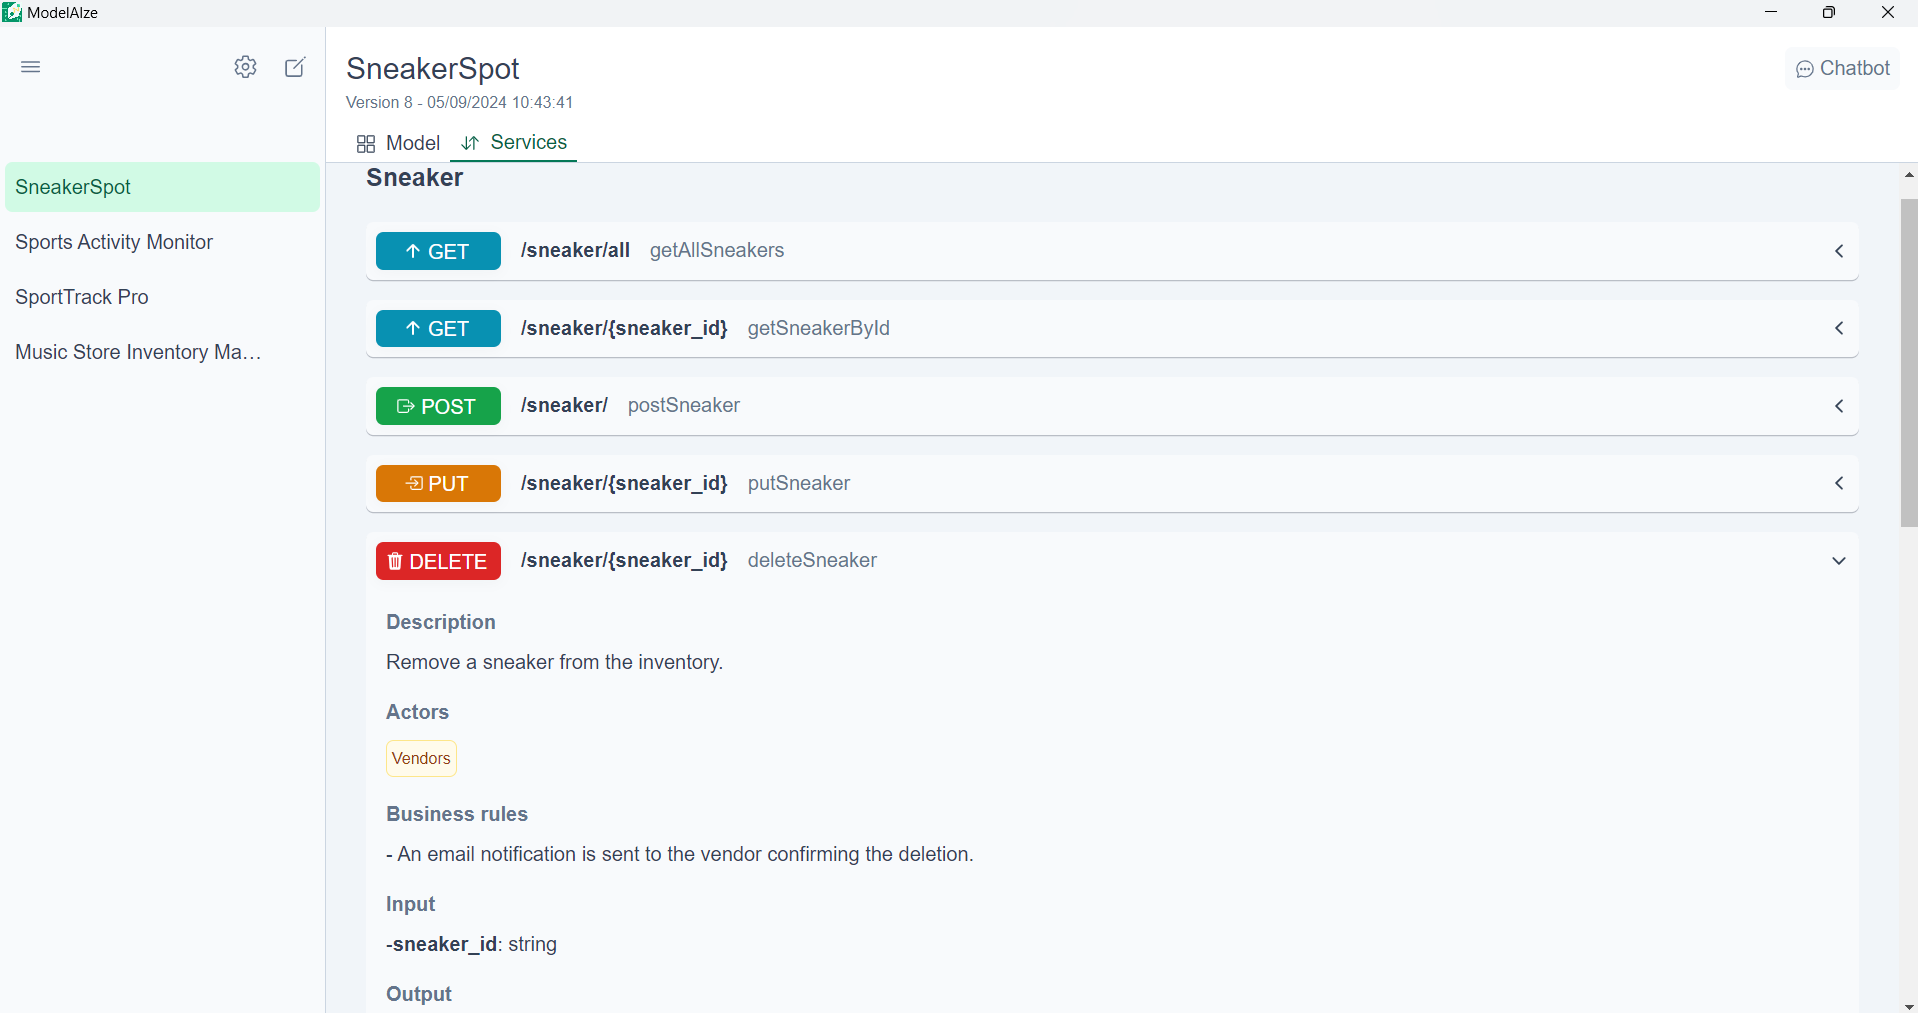 ModelAIze
SneakerSpot
Version 8 - 05/09/2024 10:43:41
Chatbot
Model
Services
SneakerSpot
Sports Activity Monitor
SportTrack Pro
Music Store Inventory Ma...
Sneaker
GET /sneaker/all getAllSneakers
GET /sneaker/{sneaker_id} getSneakerById
POST /sneaker/ postSneaker
PUT /sneaker/{sneaker_id} putSneaker
DELETE /sneaker/{sneaker_id} deleteSneaker
Description
Remove a sneaker from the inventory.
Actors
Vendors
Business rules
- An email notification is sent to the vendor confirming the deletion.
Input
-sneaker_id: string
Output